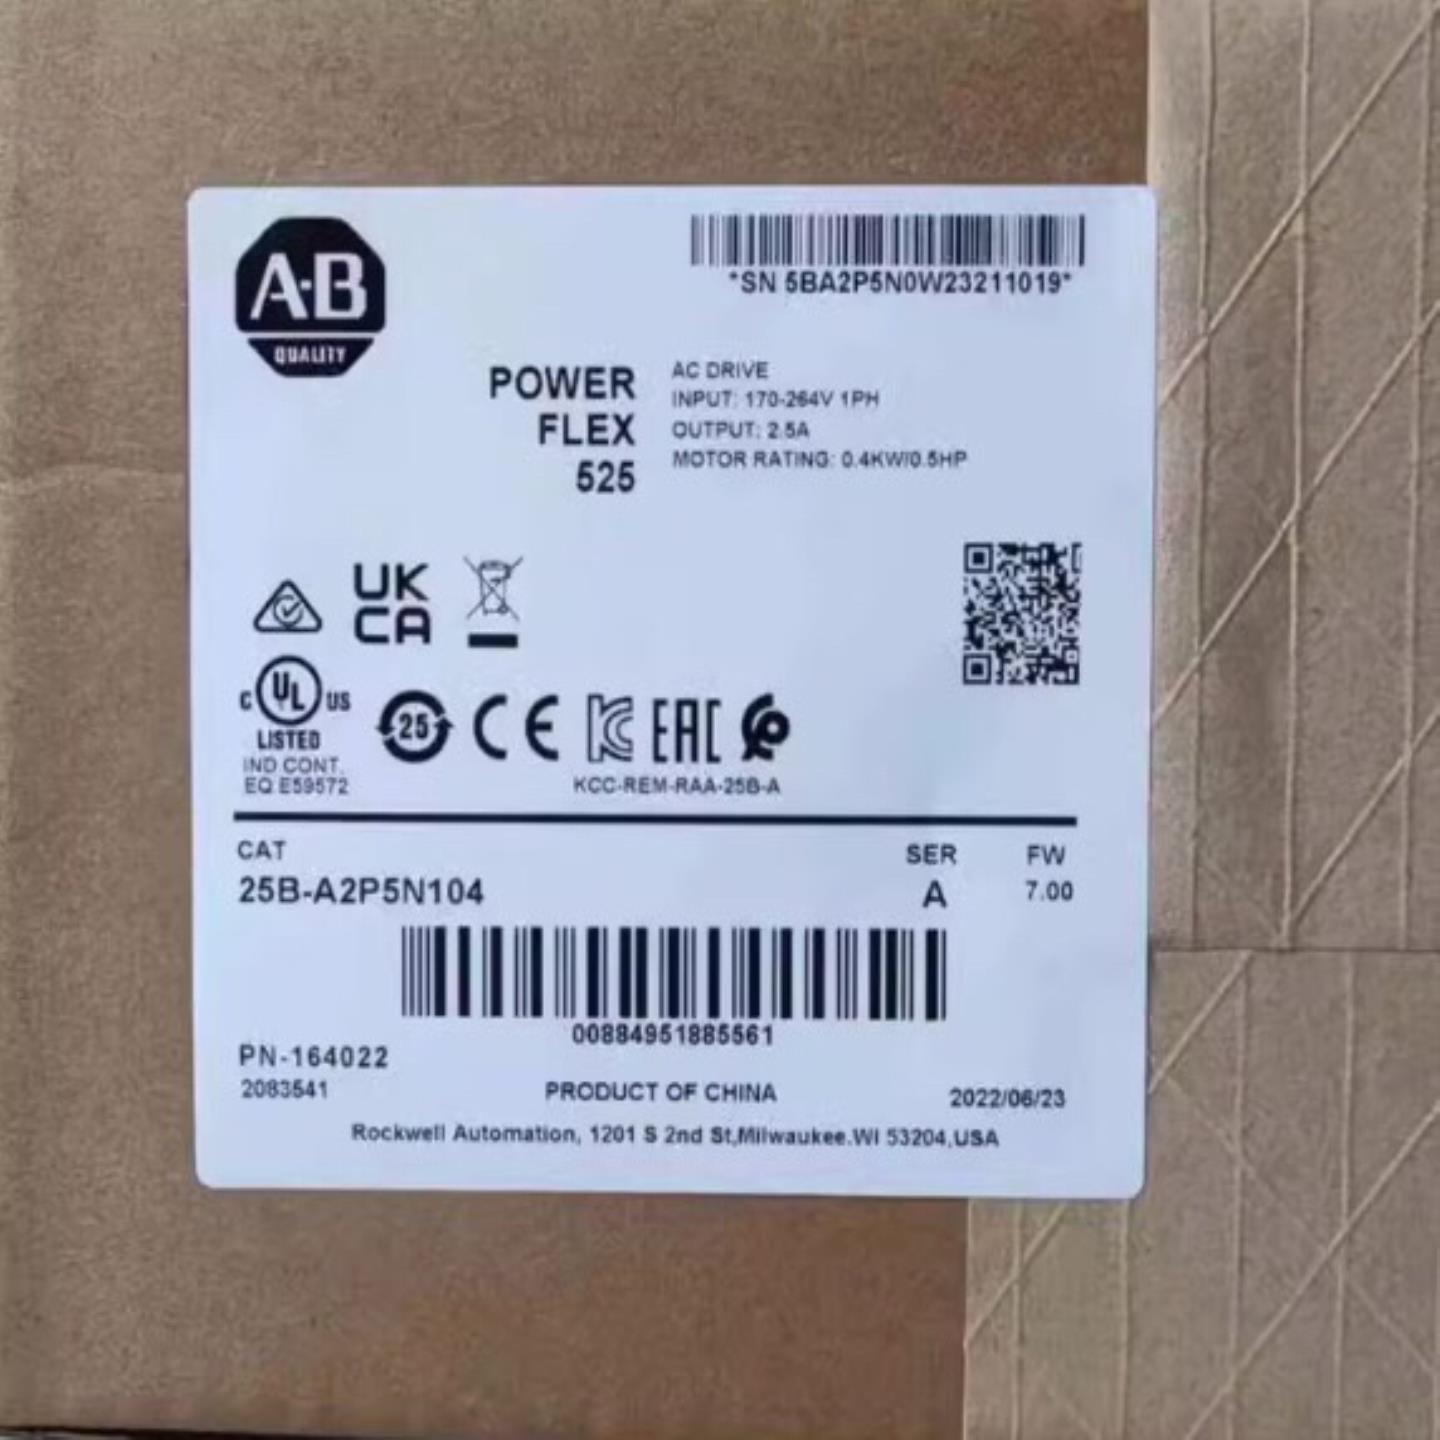 A-B
QUALITY
*SN 5BA2P5N0W23211019*
POWER
FLEX
525
AC DRIVE
INPUT: 170-264V 1PH
OUTPUT: 2.5A
MOTOR RATING: 0.4KW/0.5HP
UK
CA
C UL US
LISTED
IND CONT.
EQ E59572
25
CE
KC
EAC
KCC-REM-RAA-25B-A
CAT
25B-A2P5N104
SER
A
FW
7.00
00884951885561
PN-164022
2083541
PRODUCT OF CHINA
2022/06/23
Rockwell Automation, 1201 S 2nd St,Milwaukee.WI 53204,USA